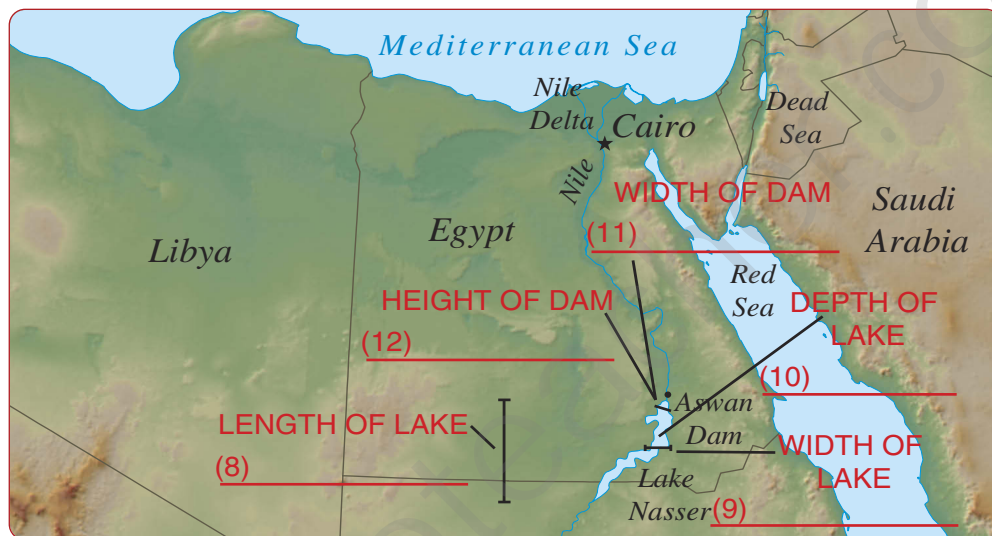 Mediterranean Sea
Nile
Delta
Cairo
Dead
Sea
Nile
WIDTH OF DAM
(11)
Saudi
Arabia
Egypt
Libya
Red
Sea
HEIGHT OF DAM
(12)
DEPTH OF
LAKE
(10)
Aswan
Dam
LENGTH OF LAKE
(8)
WIDTH OF
LAKE
(9)
Lake
Nasser